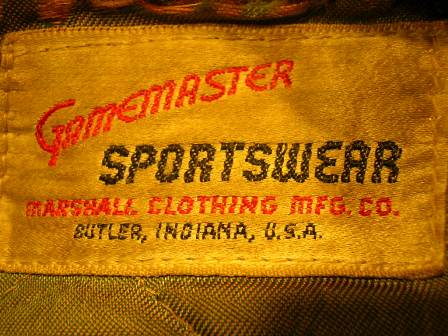 GAMEMASTER
SPORTSWEAR
MARSHALL CLOTHING MFG. CO.
BUTLER, INDIANA, U.S.A.